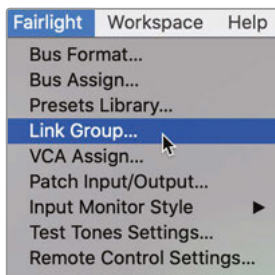 Fairlight Workspace Help
Bus Format...
Bus Assign...
Presets Library...
Link Group...
VCA Assign...
Patch Input/Output...
Input Monitor Style
Test Tones Settings...
Remote Control Settings...